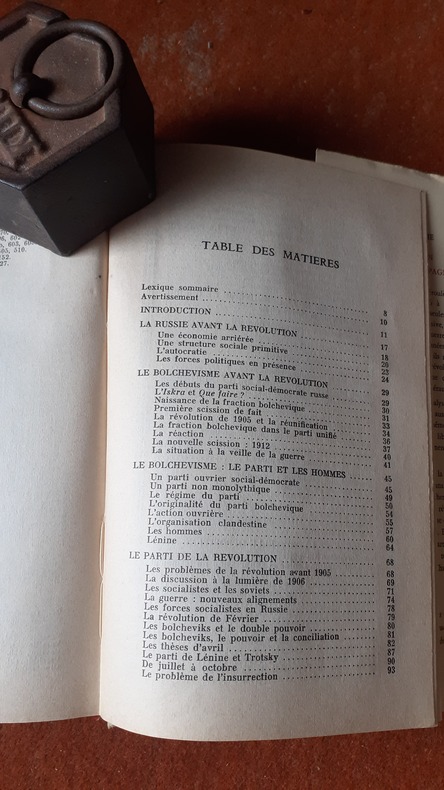 TABLE DES MATIERES
Lexique sommaire 8
Avertissement 10
INTRODUCTION 11
LA RUSSIE AVANT LA REVOLUTION 17
Une économie arriérée 18
Une structure sociale primitive 20
L'autocratie 23
Les forces politiques en présence 24
LE BOLCHEVISME AVANT LA REVOLUTION 29
Les débuts du parti social-démocrate russe 29
L'Iskra et Que faire ? 30
Naissance de la fraction bolchevique 31
Première scission de fait 33
La révolution de 1905 et la réunification 34
La fraction bolchevique dans le parti unifié 36
La réaction 37
La nouvelle scission : 1912 40
La situation à la veille de la guerre 41
LE BOLCHEVISME : LE PARTI ET LES HOMMES 45
Un parti ouvrier social-démocrate 45
Un parti non monolythique 49
Le régime du parti 50
L'originalité du parti bolchevique 54
L'action ouvrière 55
L'organisation clandestine 57
Les hommes 60
Lénine 64
LE PARTI DE LA REVOLUTION 68
Les problèmes de la révolution avant 1905 68
La discussion à la lumière de 1906 69
Les socialistes et les soviets 71
La guerre : nouveaux alignements 74
Les forces socialistes en Russie 78
La révolution de Février 79
Les bolcheviks et le double pouvoir 80
Les bolcheviks, le pouvoir et la conciliation 81
Les thèses d'avril 83
Le parti de Lénine et Trotsky 87
De juillet à octobre 90
Le problème de l'insurrection 93